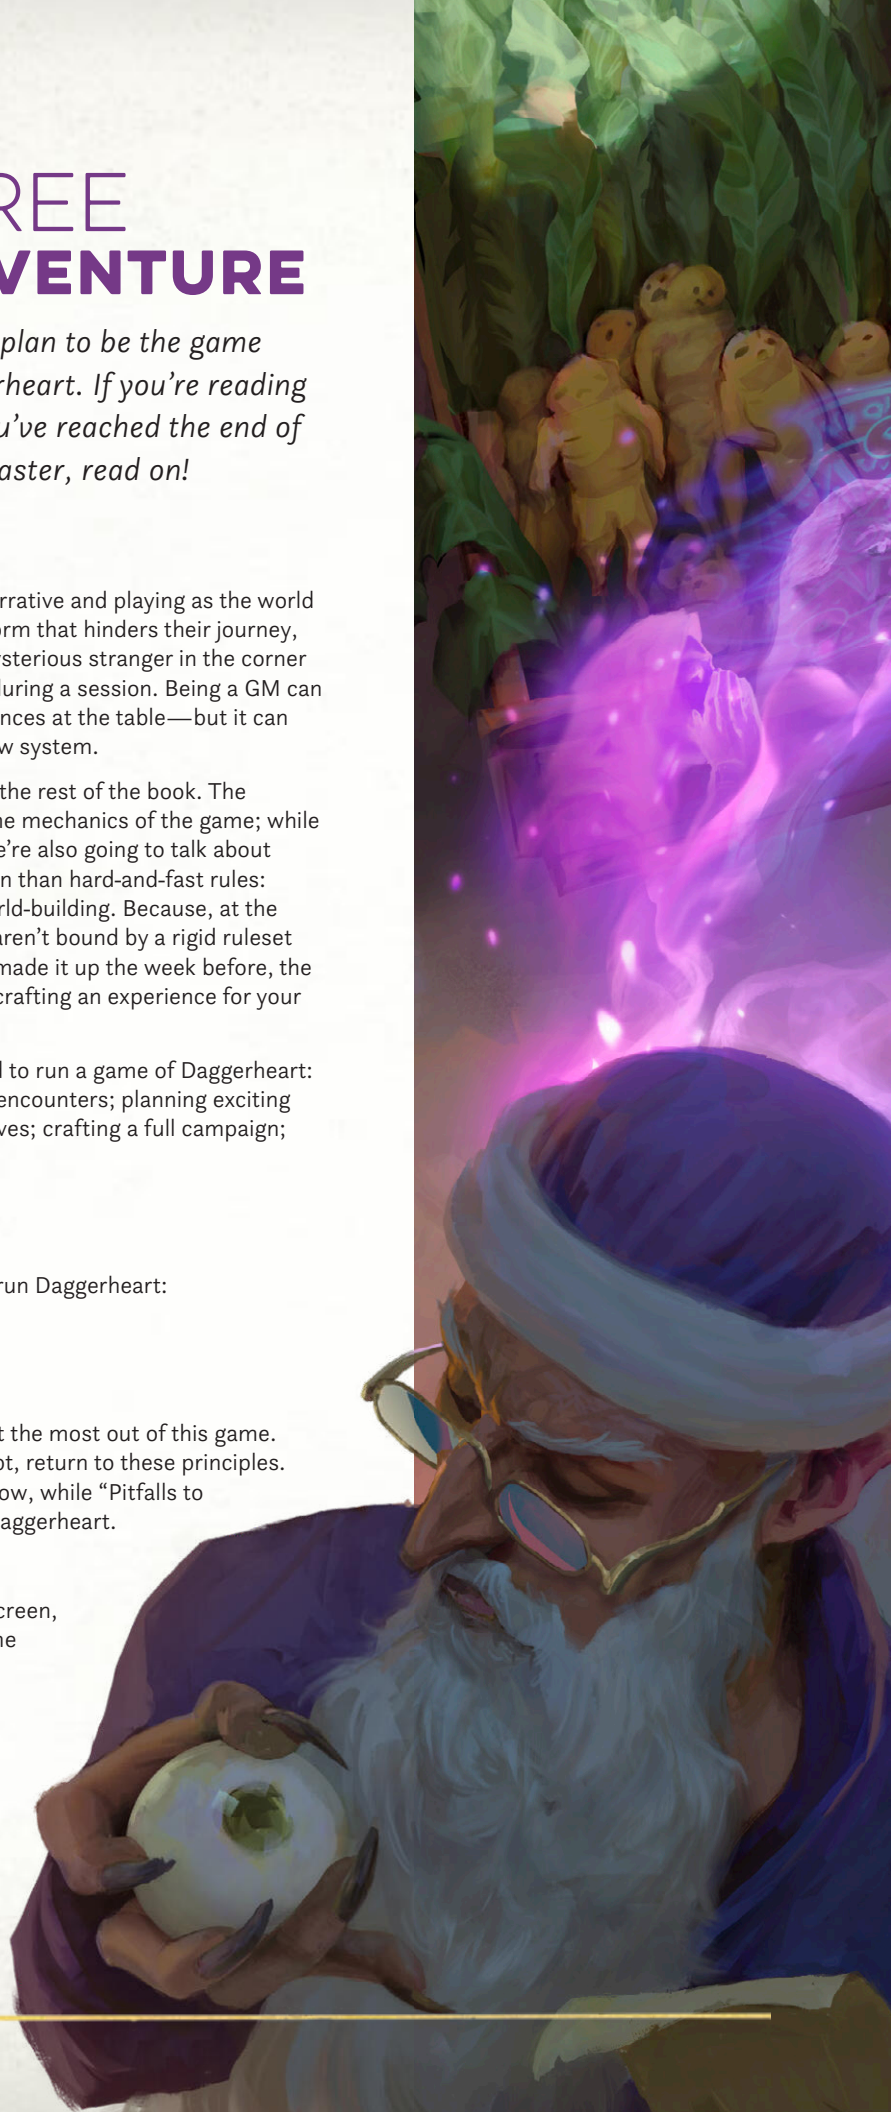 REE
VENTURE
plan to be the game
rheart. If you’re reading
u’ve reached the end of
aster, read on!
rrative and playing as the world
orm that hinders their journey,
ysterious stranger in the corner
during a session. Being a GM can
nces at the table—but it can
w system.
the rest of the book. The
he mechanics of the game; while
e’re also going to talk about
n than hard-and-fast rules:
rld-building. Because, at the
aren’t bound by a rigid ruleset
made it up the week before, the
crafting an experience for your
l to run a game of Daggerheart:
encounters; planning exciting
ves; crafting a full campaign;
run Daggerheart:
t the most out of this game.
ot, return to these principles.
ow, while “Pitfalls to
aggerheart.
creen,
he